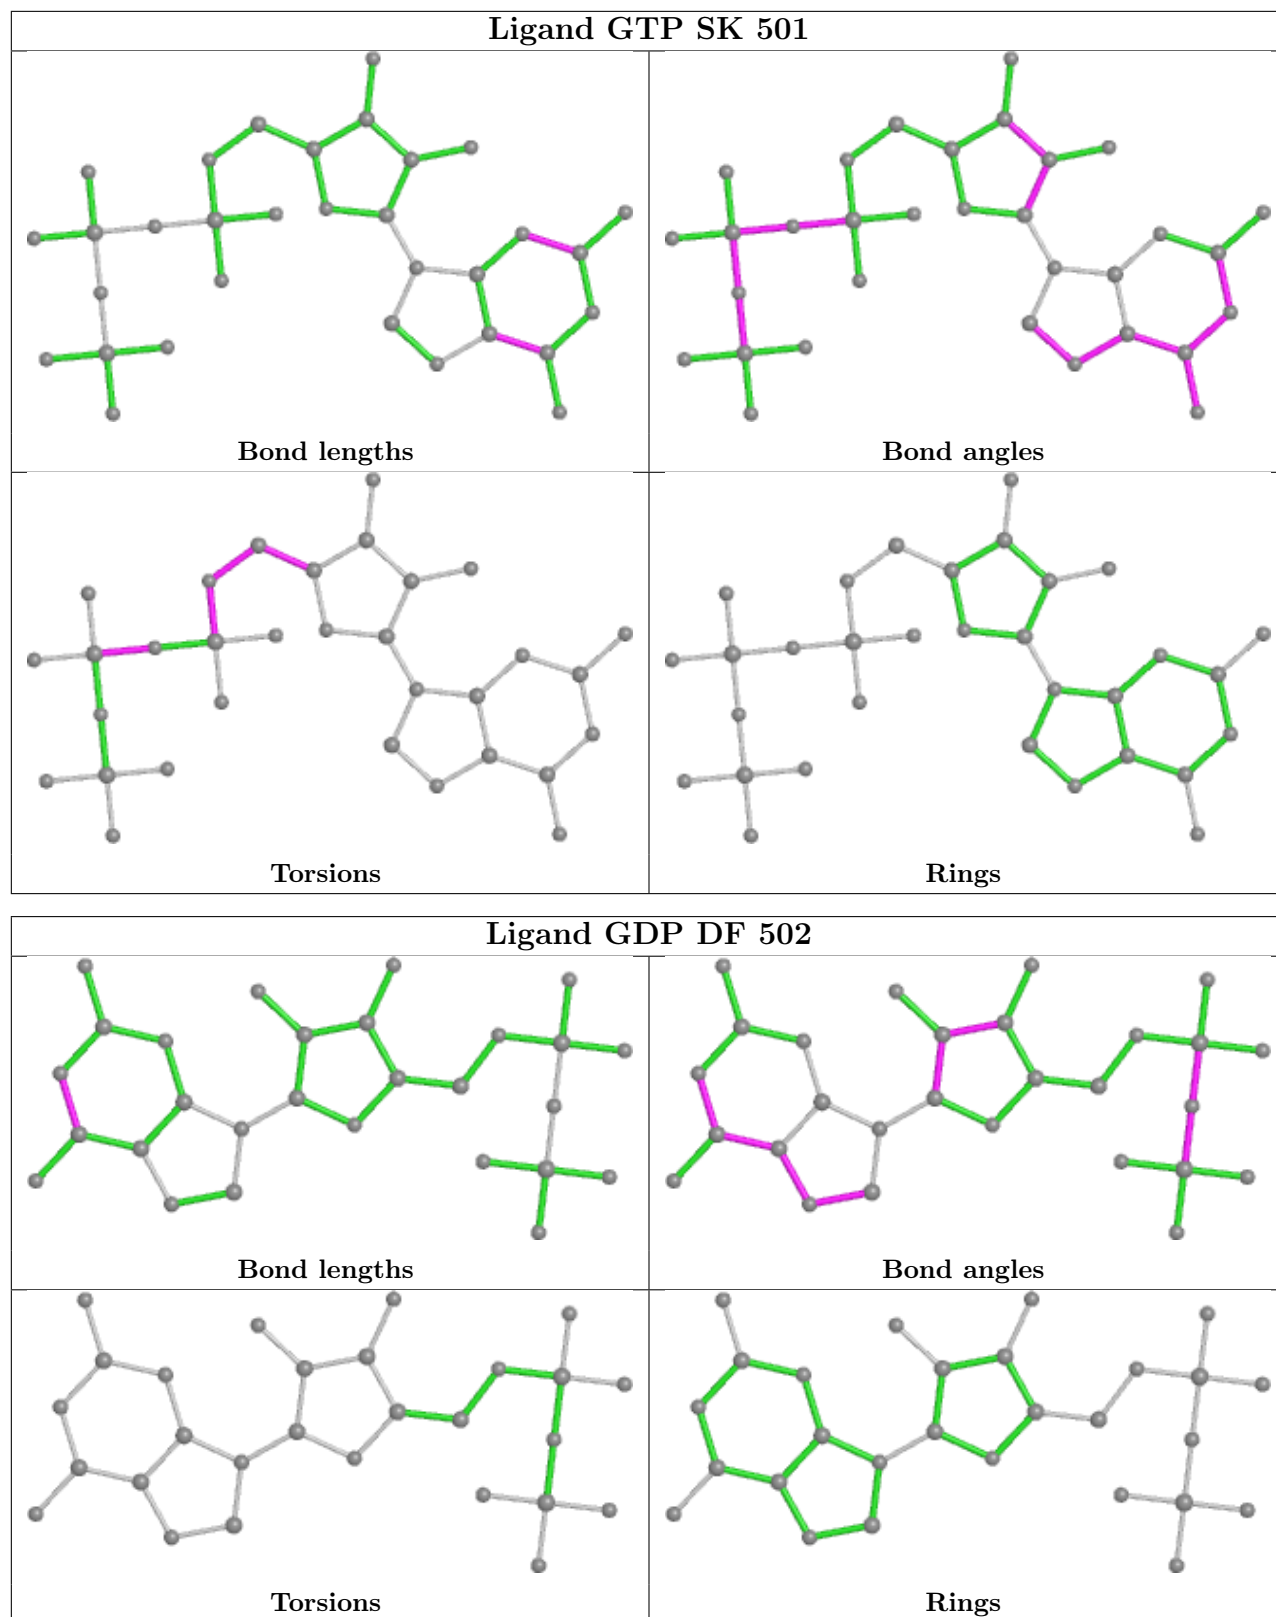 Ligand GTP SK 501
Bond lengths
Bond angles
Torsions
Rings
Ligand GDP DF 502
Bond lengths
Bond angles
Torsions
Rings